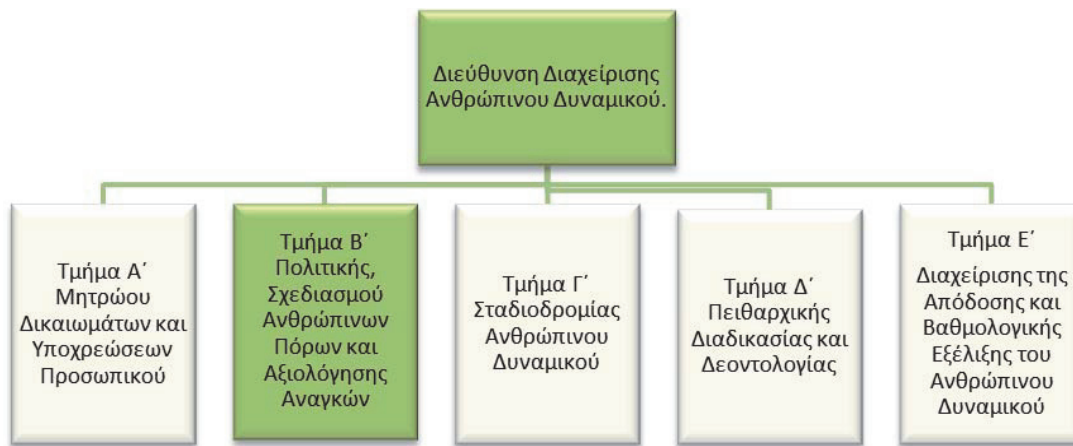 Διεύθυνση Διαχείρισης
Ανθρώπινου Δυναμικού.
Τμήμα Α΄
Μητρώου
Δικαιωμάτων και
Υποχρεώσεων
Προσωπικού
Τμήμα Β΄
Πολιτικής,
Σχεδιασμού
Ανθρώπινων
Πόρων και
Αξιολόγησης
Αναγκών
Τμήμα Γ΄
Σταδιοδρομίας
Ανθρώπινου
Δυναμικού
Τμήμα Δ΄
Πειθαρχικής
Διαδικασίας και
Δεοντολογίας
Τμήμα Ε΄
Διαχείρισης της
Απόδοσης και
Βαθμολογικής
Εξέλιξης του
Ανθρώπινου
Δυναμικού